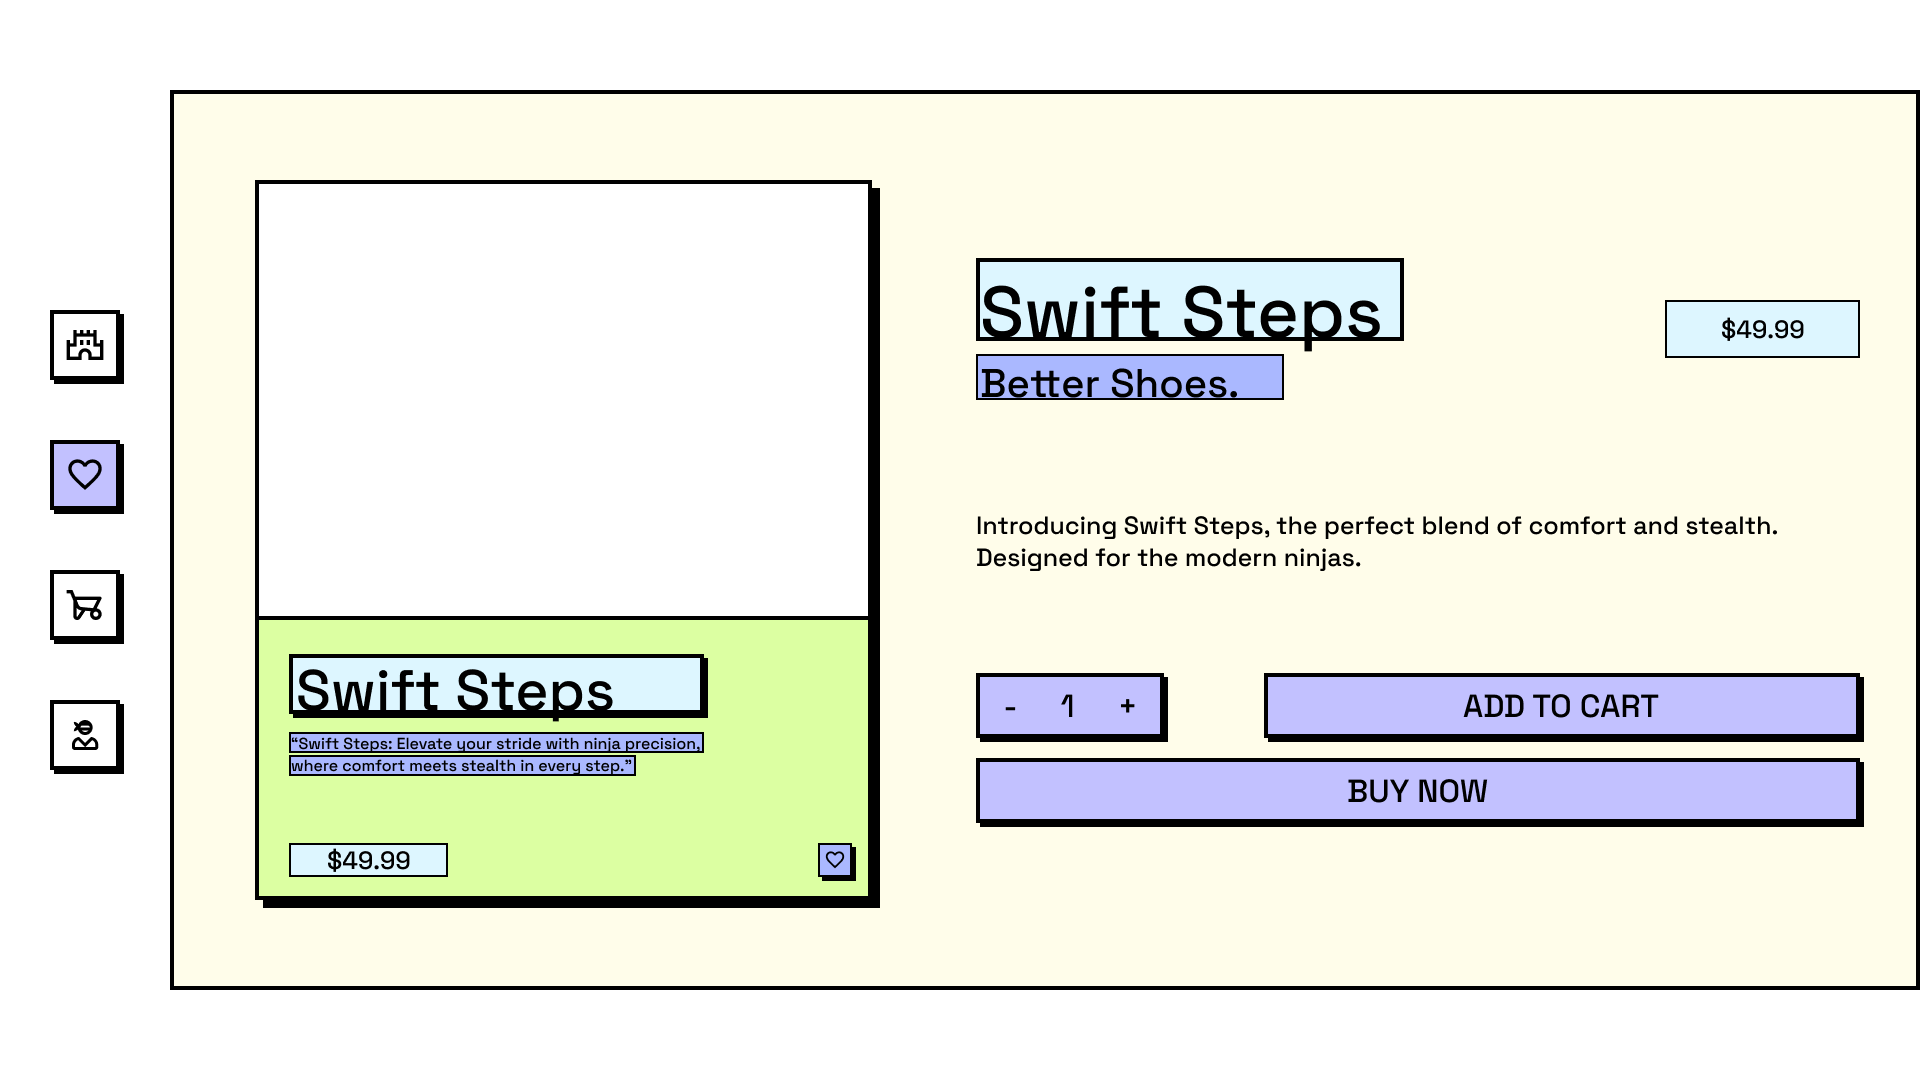 Swift Steps
“Swift Steps: Elevate your stride with ninja precision,
where comfort meets stealth in every step.”
$49.99
Swift Steps
$49.99
Better Shoes.
Introducing Swift Steps, the perfect blend of comfort and stealth.
Designed for the modern ninjas.
- 1 +
ADD TO CART
BUY NOW